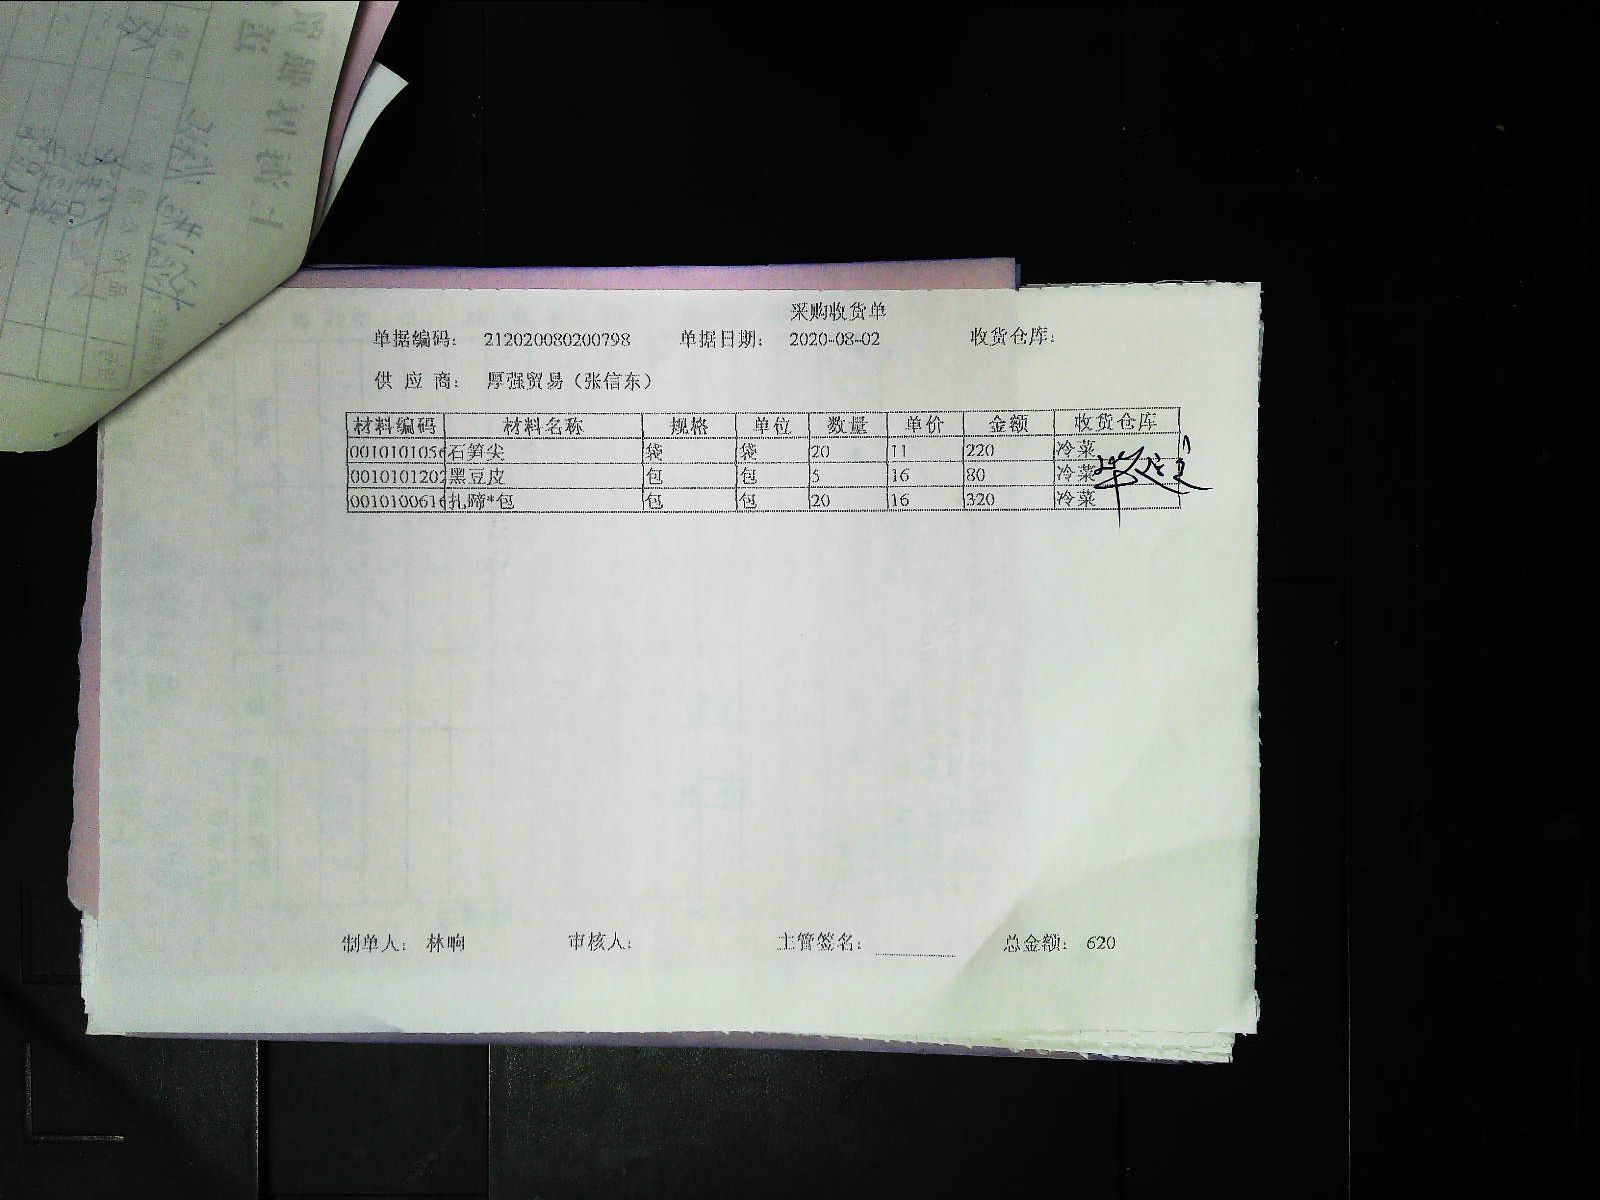 采购收货单
单据编码： 212020080200798 单据日期： 2020-08-02 收货仓库：
供 应 商： 厚强贸易（张信东）
材料编码 材料名称 规格 单位 数量 单价 金额 收货仓库
0010101056 石笋尖 袋 袋 20 11 220 冷菜
0010101202 黑豆皮 包 包 5 16 80 冷菜
0010100616 扎蹄*包 包 包 20 16 320 冷菜
制单人： 林响 审核人： 主管签名： 总金额： 620